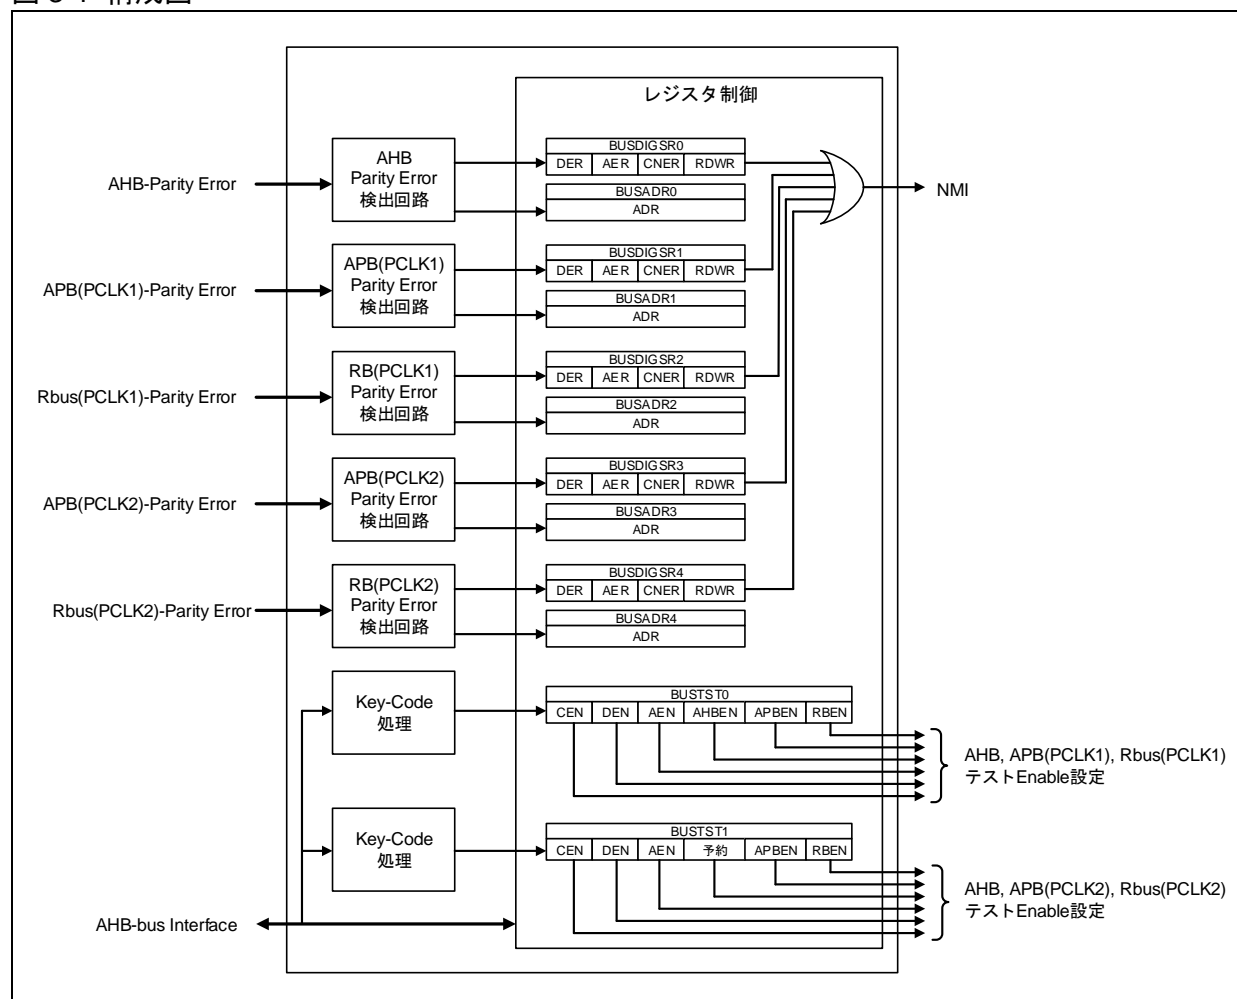 レジスタ制御
AHB-Parity Error
AHB
Parity Error
検出回路
BUSDIGSR0
DER AER CNER RDWR
BUSADR0
ADR
NMI
APB(PCLK1)-Parity Error
APB(PCLK1)
Parity Error
検出回路
BUSDIGSR1
DER AER CNER RDWR
BUSADR1
ADR
Rbus(PCLK1)-Parity Error
RB(PCLK1)
Parity Error
検出回路
BUSDIGSR2
DER AER CNER RDWR
BUSADR2
ADR
APB(PCLK2)-Parity Error
APB(PCLK2)
Parity Error
検出回路
BUSDIGSR3
DER AER CNER RDWR
BUSADR3
ADR
Rbus(PCLK2)-Parity Error
RB(PCLK2)
Parity Error
検出回路
BUSDIGSR4
DER AER CNER RDWR
BUSADR4
ADR
Key-Code
処理
BUSTST0
CEN DEN AEN AHBEN APBEN RBEN
AHB, APB(PCLK1), Rbus(PCLK1)
テストEnable設定
Key-Code
処理
BUSTST1
CEN DEN AEN 予約 APBEN RBEN
AHB, APB(PCLK2), Rbus(PCLK2)
テストEnable設定
AHB-bus Interface